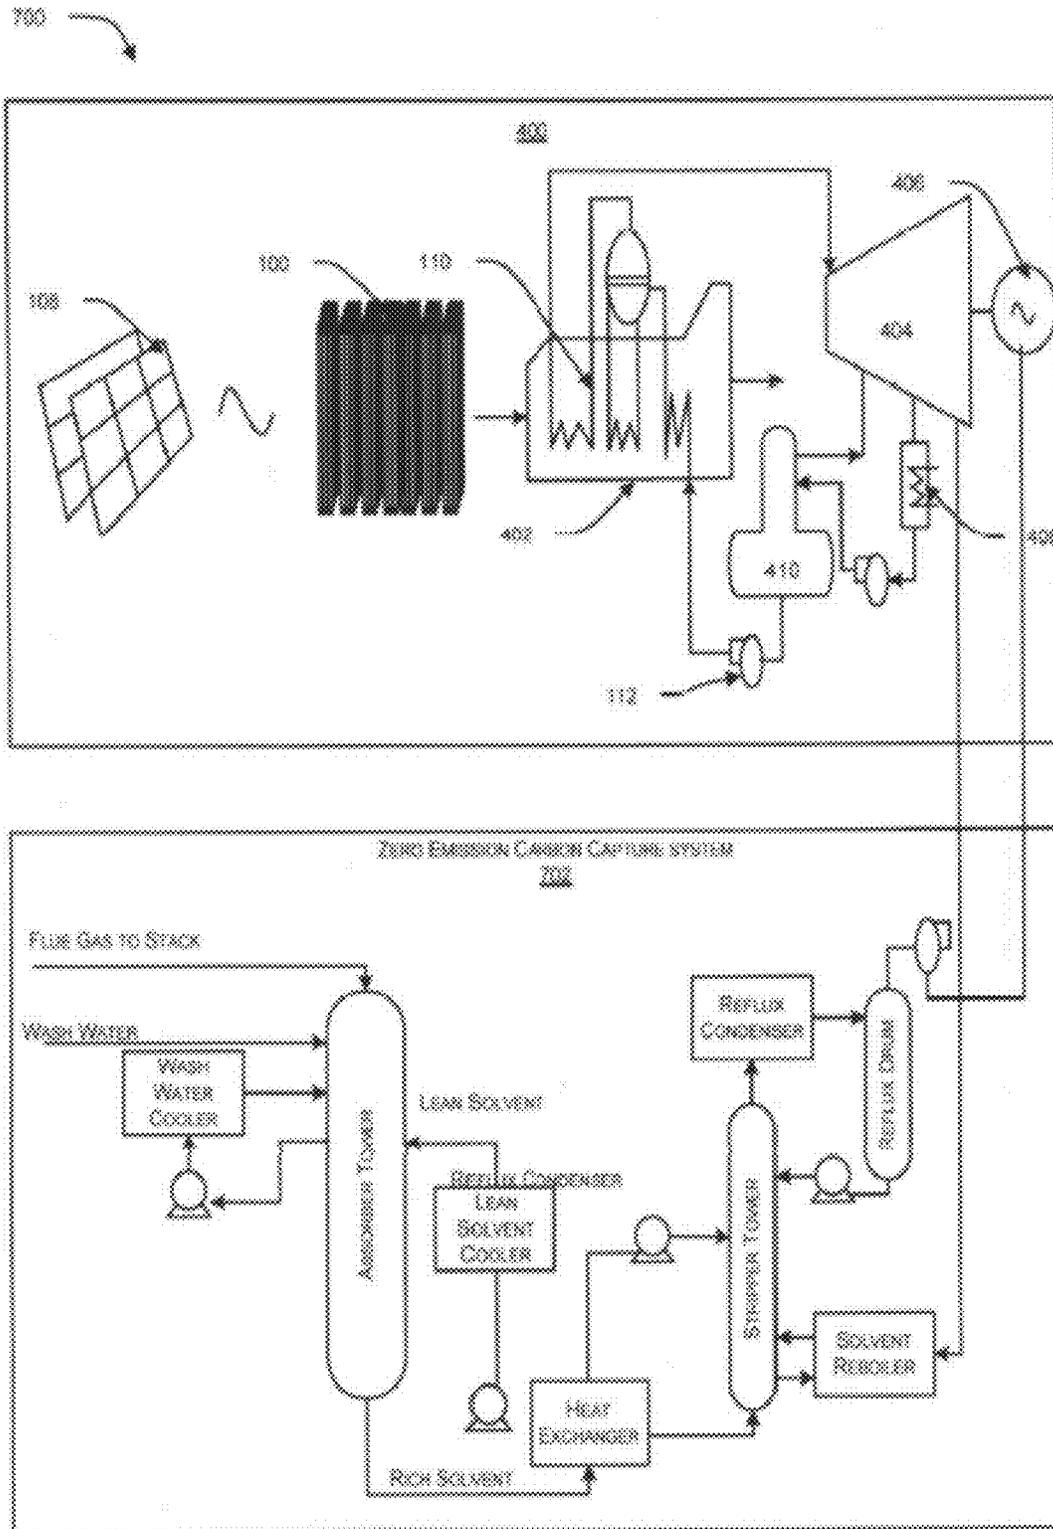 700
400
406
100
110
108
404
402
408
410
112
ZERO EMISSION CARBON CAPTURE SYSTEM
702
FLUE GAS TO STACK
WASH WATER
WASH
WATER
COOLER
ABSORBER TOWER
LEAN SOLVENT
REFLUX CONDENSER
LEAN
SOLVENT
COOLER
RICH SOLVENT
HEAT
EXCHANGER
STRIPPER TOWER
REFLUX
CONDENSER
REFLUX DRUM
SOLVENT
REBOILER